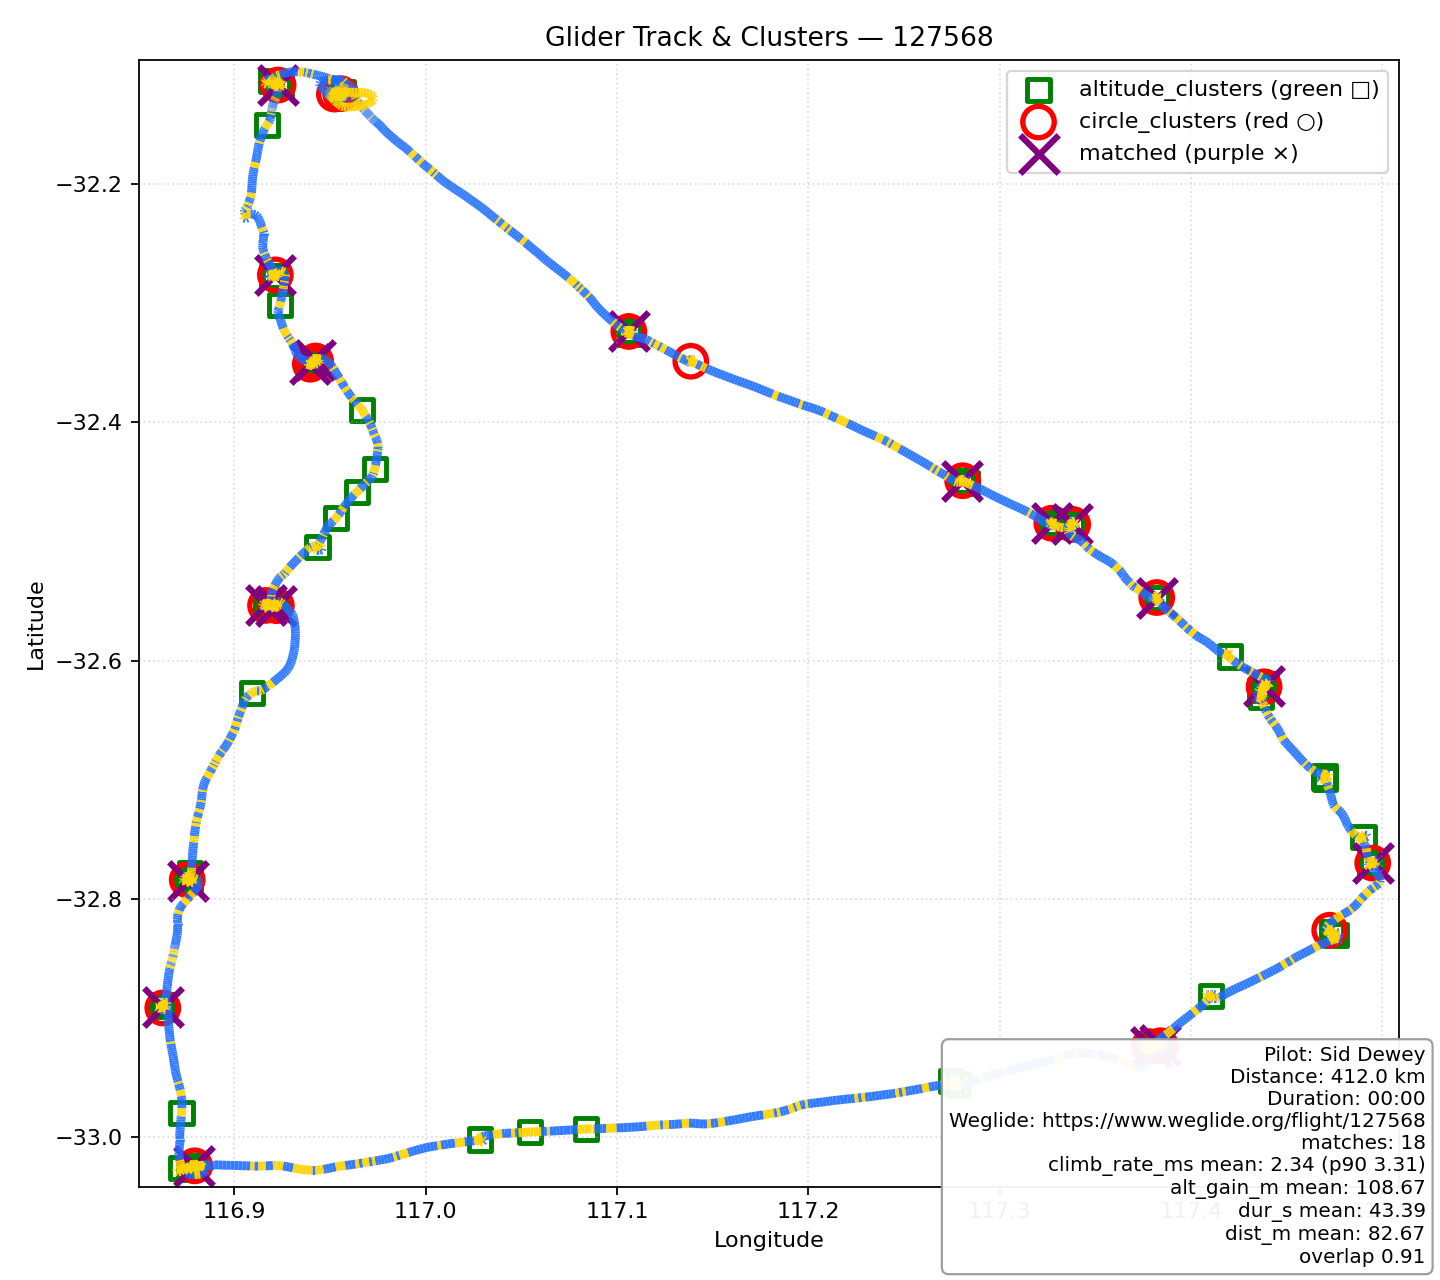 Glider Track & Clusters — 127568
altitude_clusters (green □)
circle_clusters (red ○)
matched (purple ×)
Latitude
−32.2
−32.4
−32.6
−32.8
−33.0
116.9
117.0
117.1
117.2
117.3
117.4
Longitude
Pilot: Sid Dewey
Distance: 412.0 km
Duration: 00:00
Weglide: https://www.weglide.org/flight/127568
matches: 18
climb_rate_ms mean: 2.34 (p90 3.31)
alt_gain_m mean: 108.67
dur_s mean: 43.39
dist_m mean: 82.67
overlap 0.91